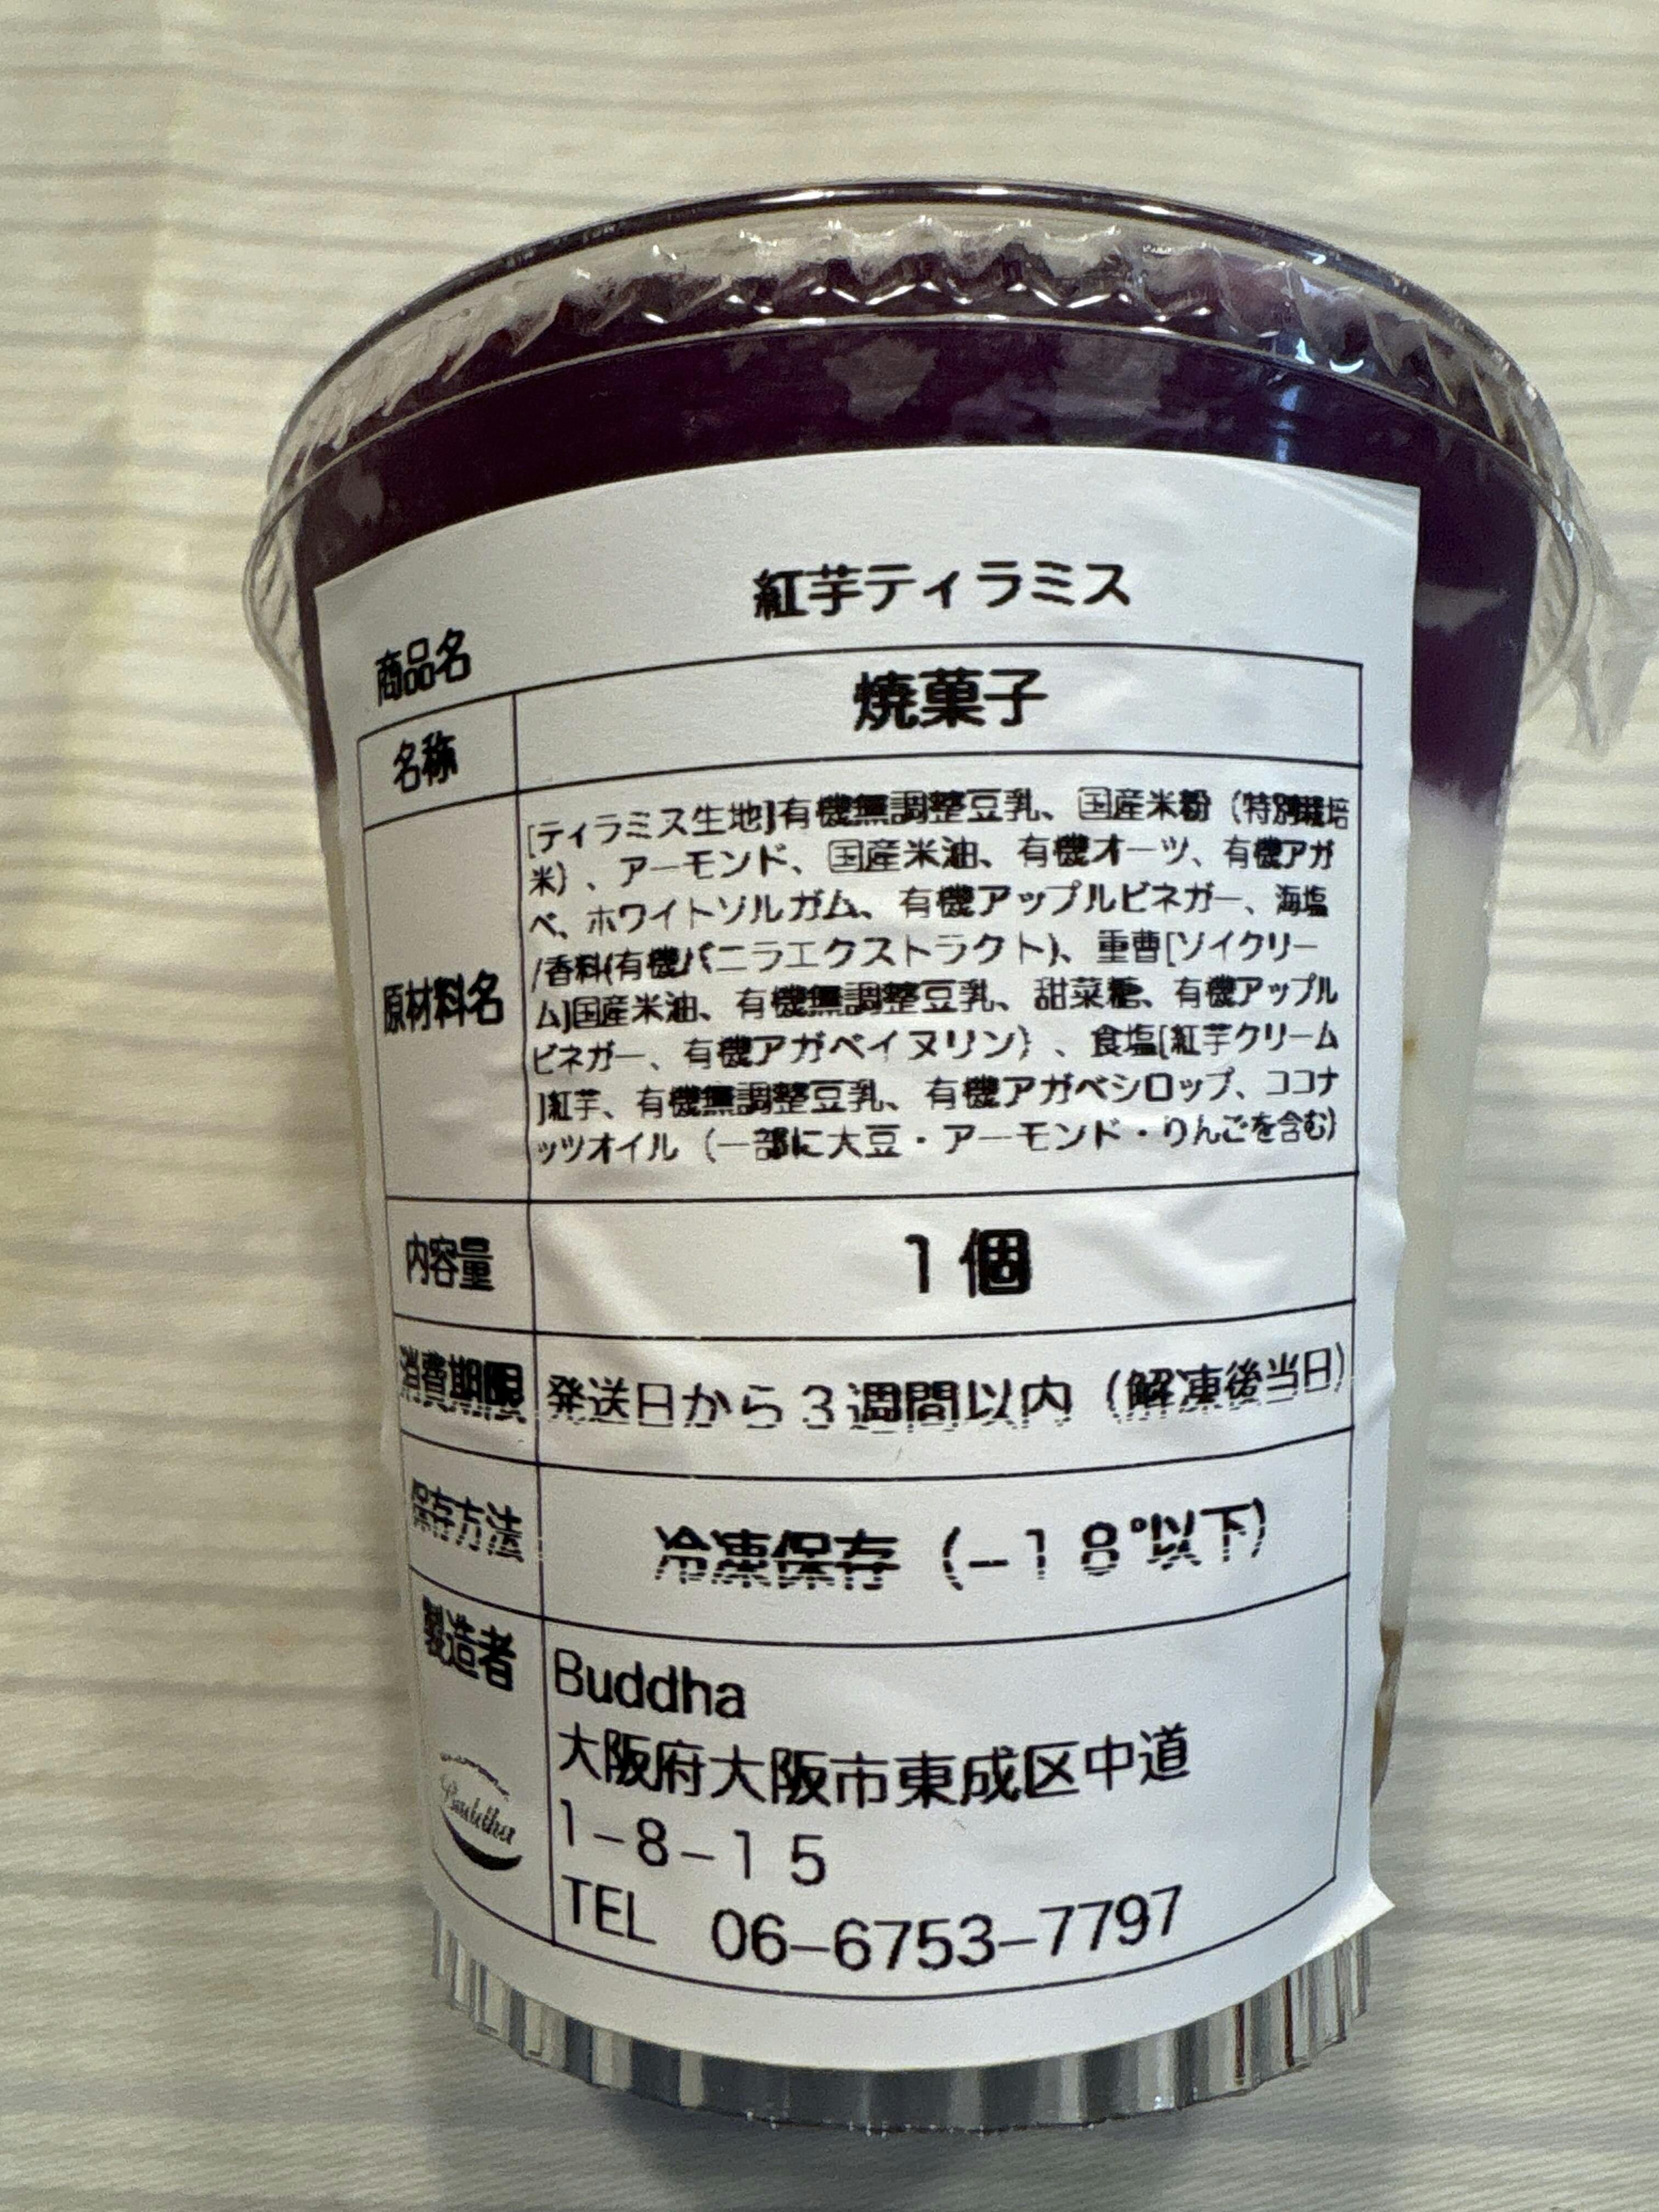 商品名 紅芋ティラミス
名称 焼菓子
原材料名
[ティラミス生地]有機無調整豆乳、国産米粉（特別栽培
米）、アーモンド、国産米油、有機オーツ、有機アガ
ベ、ホワイトソルガム、有機アップルビネガー、海塩
/香料(有機バニラエクストラクト)、重曹[ソイクリー
ム]国産米油、有機無調整豆乳、甜菜糖、有機アップル
ビネガー、有機アガベイヌリン）、食塩[紅芋クリーム
]紅芋、有機無調整豆乳、有機アガベシロップ、ココナ
ッツオイル（一部に大豆・アーモンド・りんごを含む）
内容量 1個
消費期限 発送日から3週間以内（解凍後当日）
保存方法 冷凍保存（-18°以下）
製造者 Buddha
大阪府大阪市東成区中道
1-8-15
TEL 06-6753-7797
Buddha